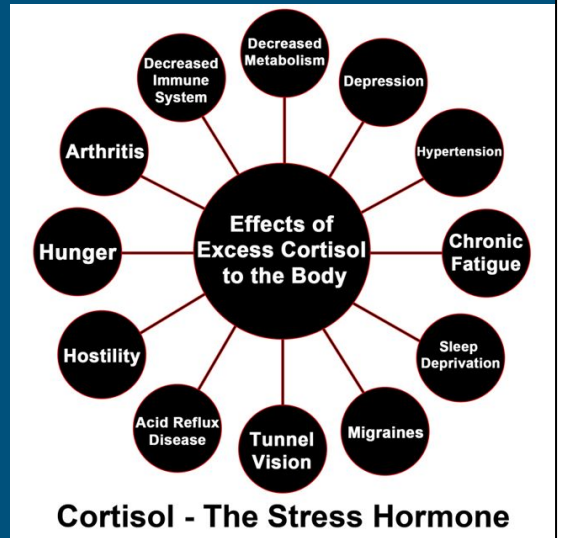 Decreased
Metabolism
Depression
Hypertension
Chronic
Fatigue
Sleep
Deprivation
Migraines
Tunnel
Vision
Acid Reflux
Disease
Hostility
Hunger
Arthritis
Decreased
Immune
System
Effects of
Excess Cortisol
to the Body
Cortisol - The Stress Hormone